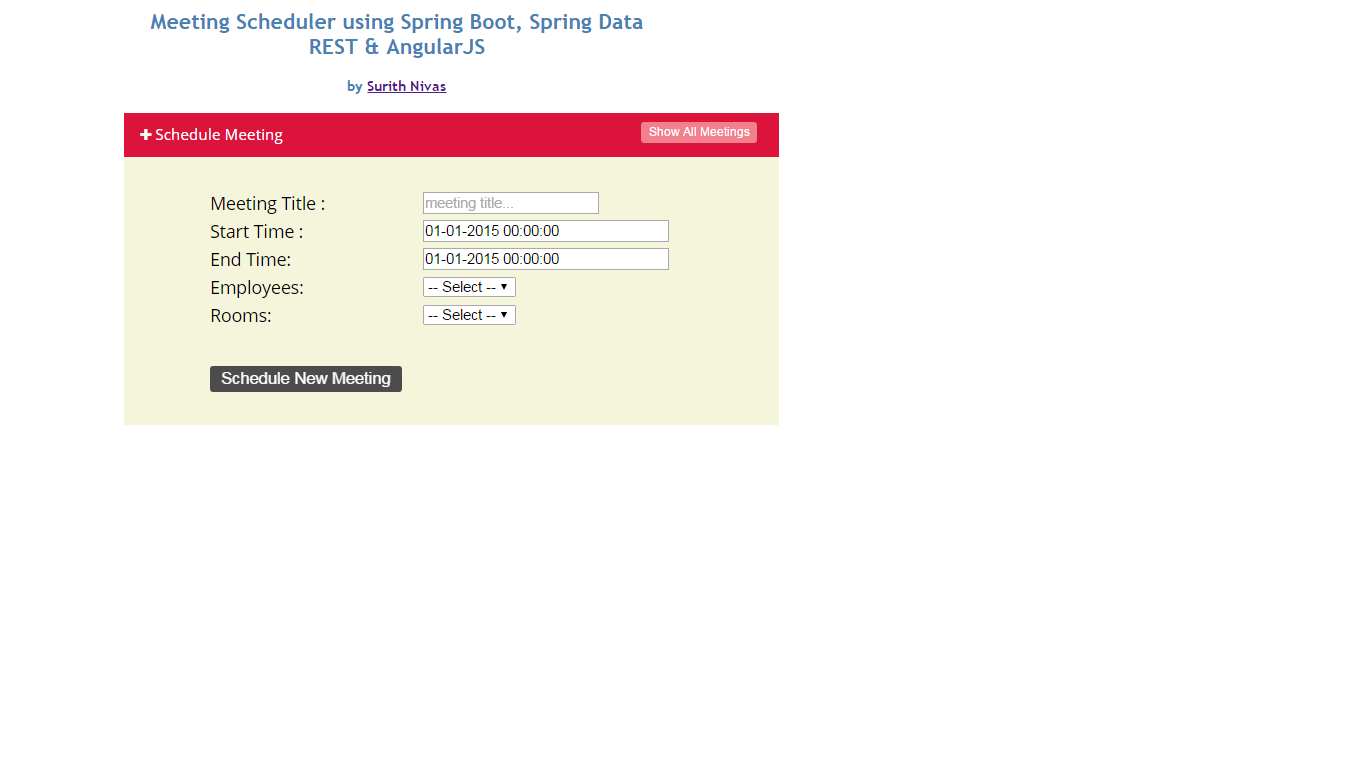 Meeting Scheduler using Spring Boot, Spring Data
REST & AngularJS
by Surith Nivas
Schedule Meeting
Show All Meetings
Meeting Title :
meeting title...
Start Time :
01-01-2015 00:00:00
End Time:
01-01-2015 00:00:00
Employees:
-- Select --
Rooms:
-- Select --
Schedule New Meeting